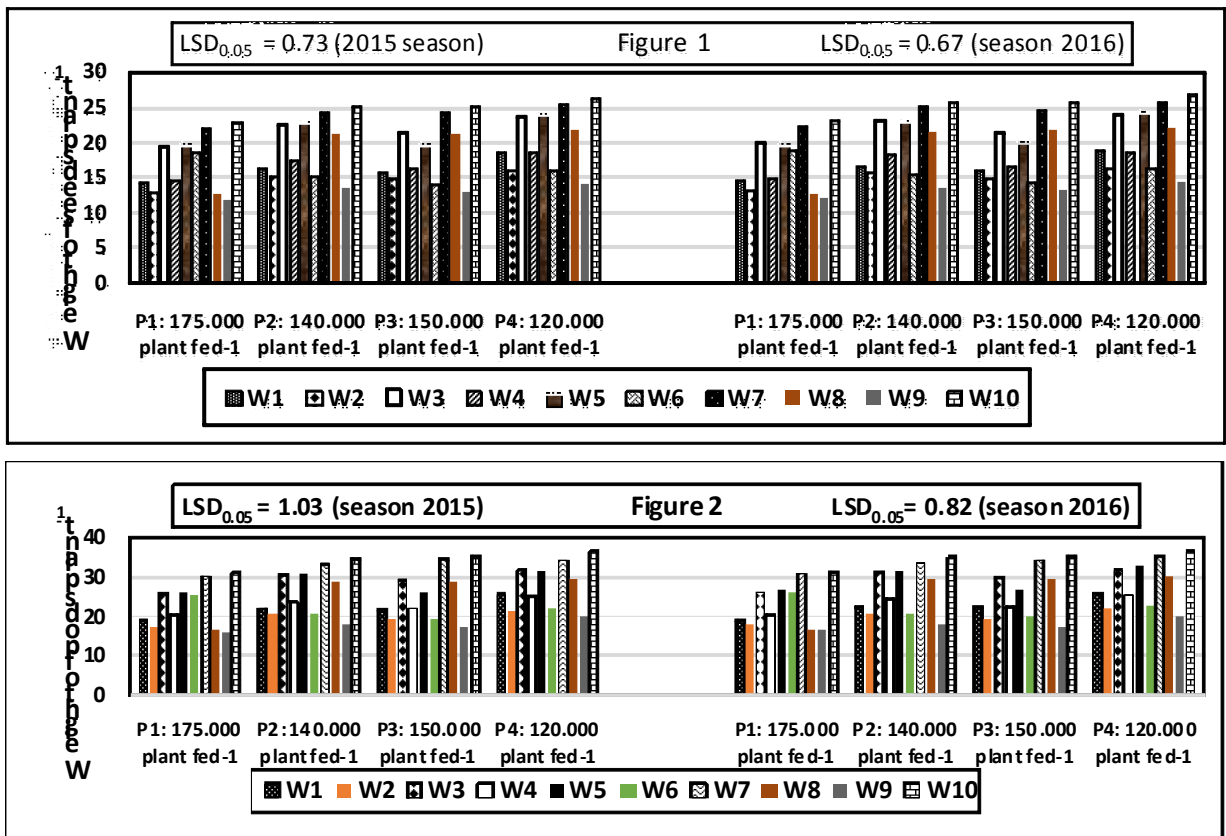 LSD0.05 = 0.73 (2015 season) Figure 1 LSD0.05 = 0.67 (season 2016)
30
25
20
15
10
5
0
P1: 175.000 plant fed-1
P2: 140.000 plant fed-1
P3: 150.000 plant fed-1
P4: 120.000 plant fed-1
P1: 175.000 plant fed-1
P2: 140.000 plant fed-1
P3: 150.000 plant fed-1
P4: 120.000 plant fed-1
W1 W2 W3 W4 W5 W6 W7 W8 W9 W10
LSD0.05 = 1.03 (season 2015) Figure 2 LSD0.05= 0.82 (season 2016)
40
30
20
10
0
P1: 175.000 plant fed-1
P2: 140.000 plant fed-1
P3: 150.000 plant fed-1
P4: 120.000 plant fed-1
P1: 175.000 plant fed-1
P2: 140.000 plant fed-1
P3: 150.000 plant fed-1
P4: 120.000 plant fed-1
W1 W2 W3 W4 W5 W6 W7 W8 W9 W10